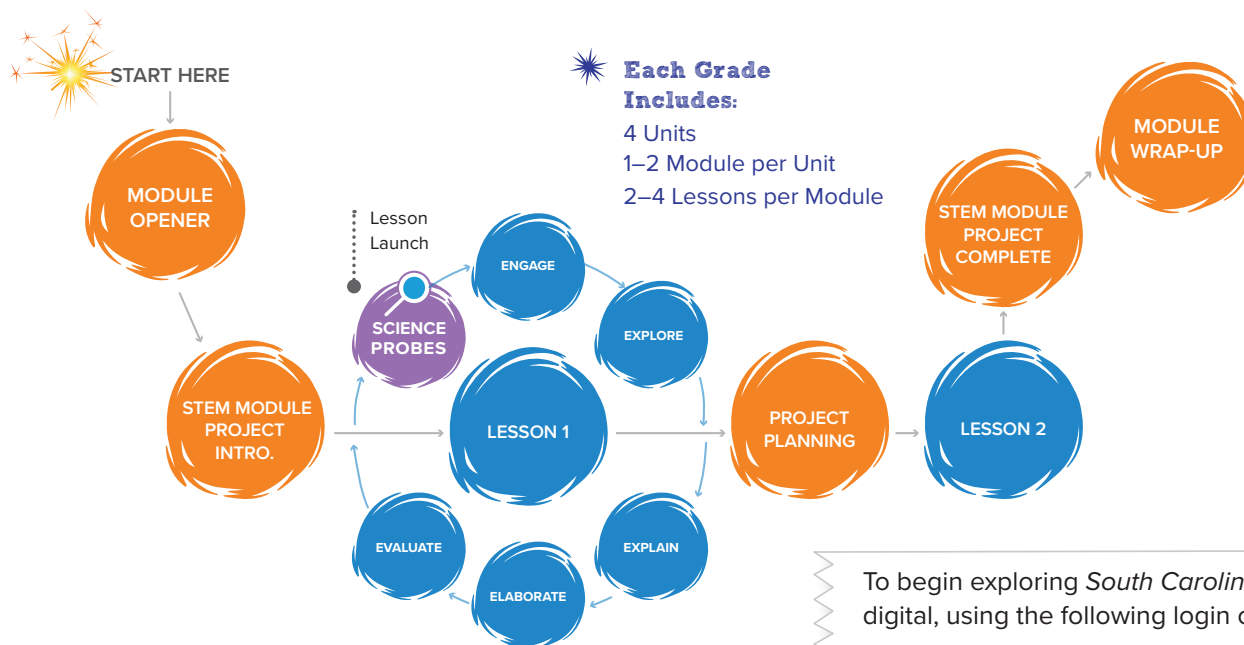 START HERE
MODULE
OPENER
STEM MODULE
PROJECT
INTRO.
Lesson
Launch
SCIENCE
PROBES
ENGAGE
EXPLORE
EXPLAIN
ELABORATE
EVALUATE
LESSON 1
PROJECT
PLANNING
LESSON 2
STEM MODULE
PROJECT
COMPLETE
MODULE
WRAP-UP
Each Grade
Includes:
4 Units
1–2 Module per Unit
2–4 Lessons per Module
To begin exploring South Carolin
digital, using the following login